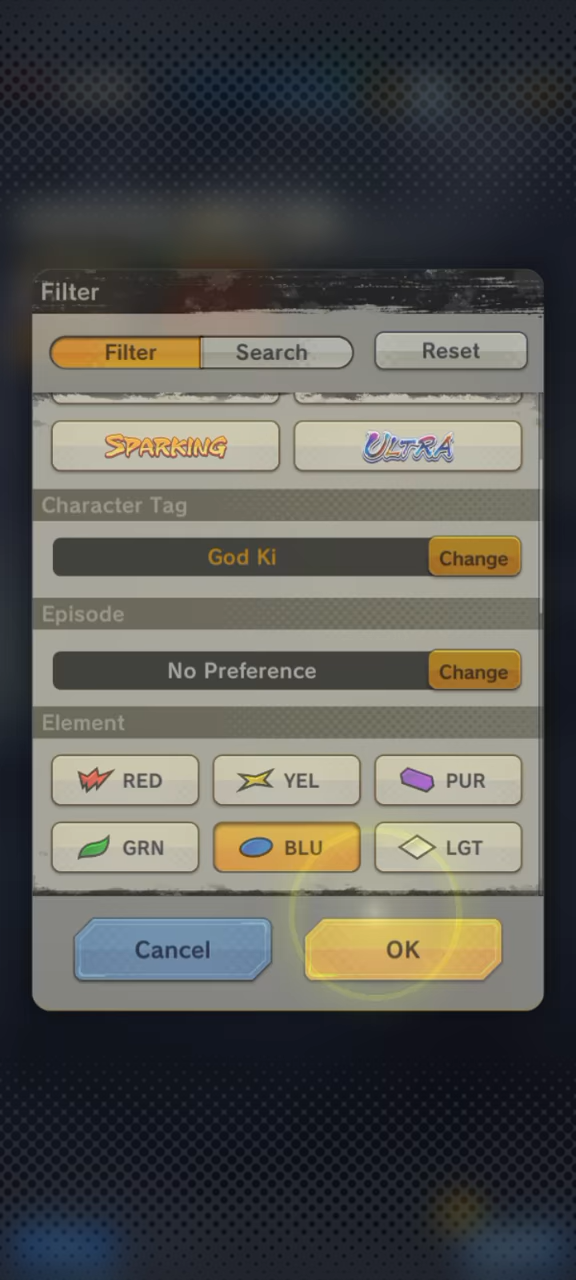 Filter
Filter Search Reset
SPARKING ULTRA
Character Tag
God Ki Change
Episode
No Preference Change
Element
RED YEL PUR
GRN BLU LGT
Cancel OK